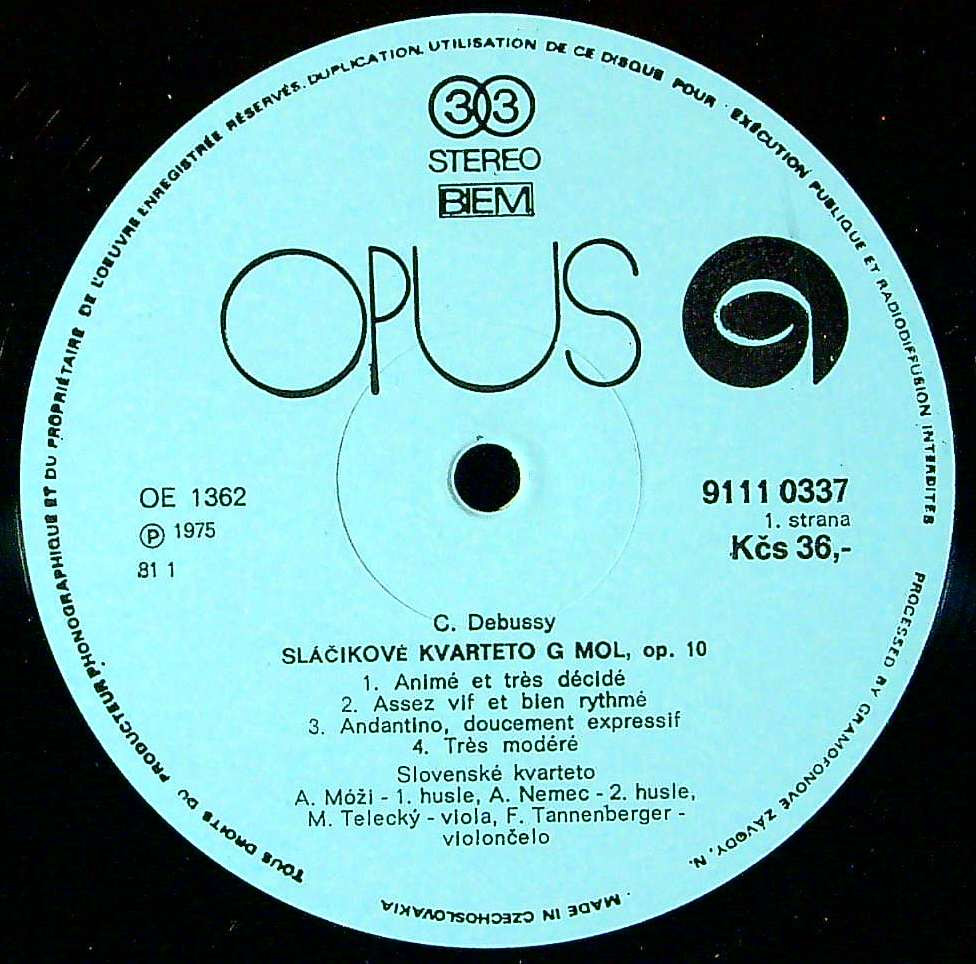 TOUS DROITS DU PRODUCTEUR PHONOGRAPHIQUE ET DU PROPRIÉTAIRE DE L'OEUVRE ENREGISTRÉE RÉSERVÉS. DUPLICATION. UTILISATION DE CE DISQUE POUR EXÉCUTION PUBLIQUE ET RADIODIFFUSION INTERDITES
33
STEREO
BIEM
OPUS
OE 1362
℗ 1975
81 1
9111 0337
1. strana
Kčs 36,-
C. Debussy
SLÁČIKOVÉ KVARTETO G MOL, op. 10
1. Animé et très décidé
2. Assez vif et bien rythmé
3. Andantino, doucement expressif
4. Très modéré
Slovenské kvarteto
A. Móži - 1. husle, A. Nemec - 2. husle,
M. Telecký - viola, F. Tannenberger -
violončelo
PROCESSED BY GRAMOFONOVÉ ZÁVODY, N.
MADE IN CZECHOSLOVAKIA